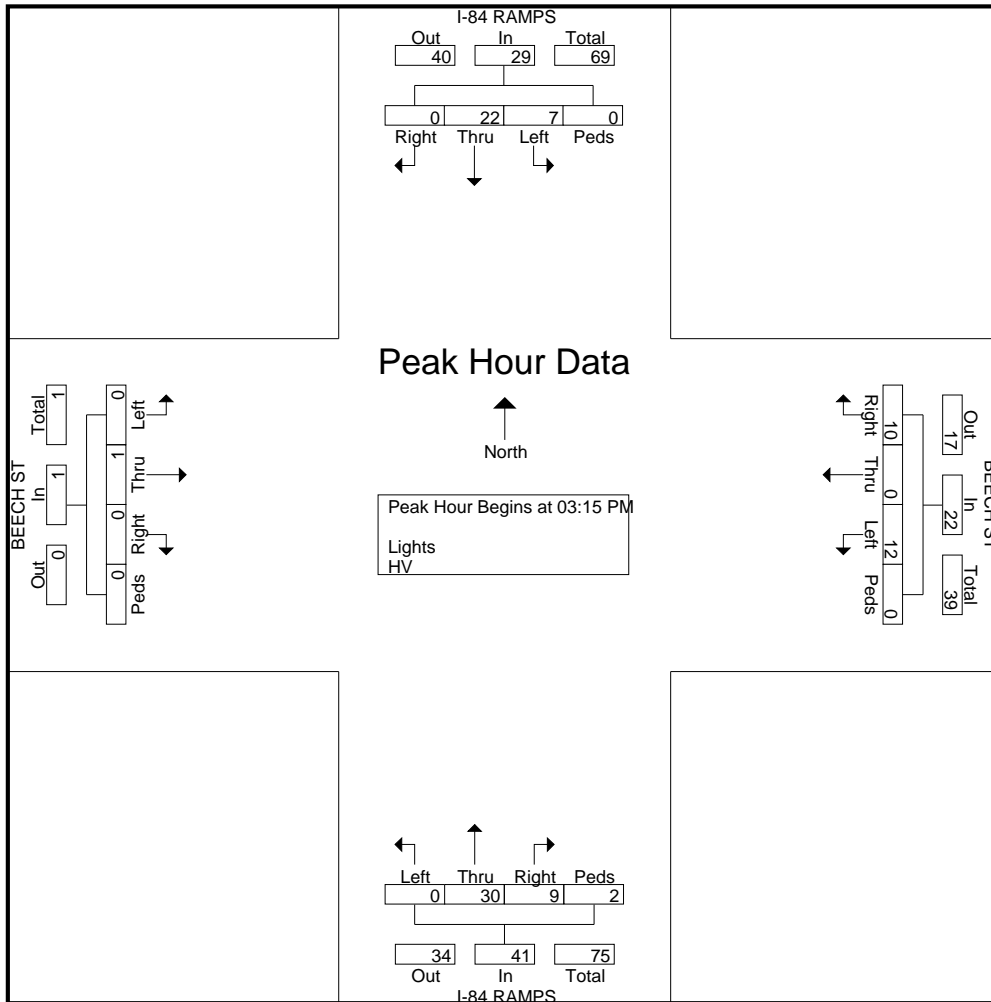 I-84 RAMPS
Out In Total
40 29 69
0 22 7 0
Right Thru Left Peds
Peak Hour Data
North
Peak Hour Begins at 03:15 PM
Lights
HV
BEECH ST
Total In Out
1 1 0
0 1 0 0
Left Thru Right Peds
BEECH ST
Out In Total
17 22 39
10 0 12 0
Right Thru Left Peds
Left Thru Right Peds
0 30 9 2
34 41 75
Out In Total
I-84 RAMPS